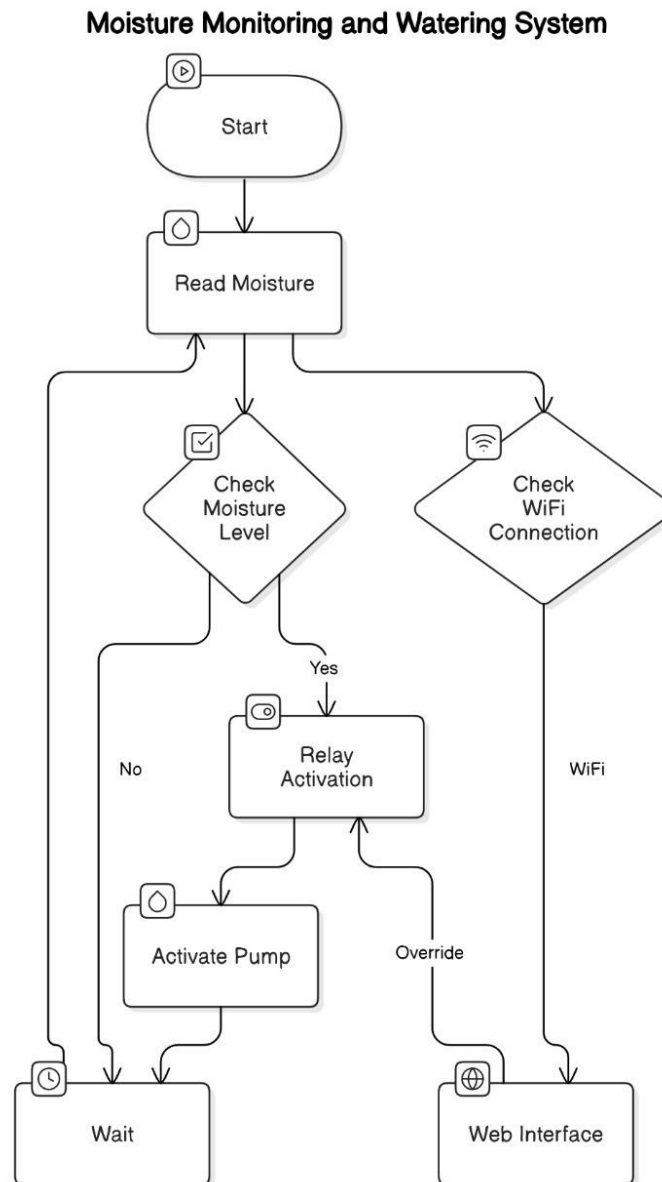 Moisture Monitoring and Watering System
Start
Read Moisture
Check
Moisture
Level
Check
WiFi
Connection
Yes
Relay
Activation
No
WiFi
Activate Pump
Override
Wait
Web Interface